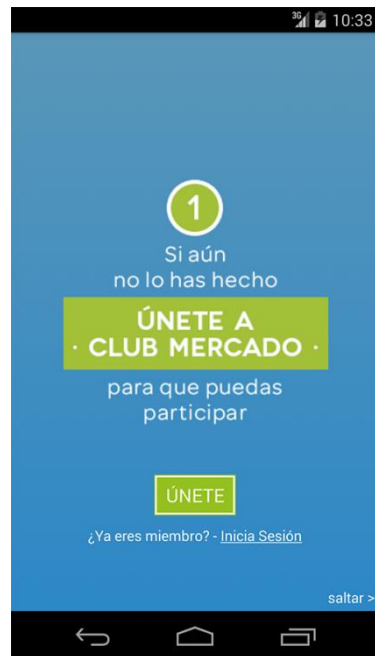 3G 10:33
1
Si aún
no lo has hecho
ÚNETE A
· CLUB MERCADO ·
para que puedas
participar
ÚNETE
¿Ya eres miembro? - Inicia Sesión
saltar >